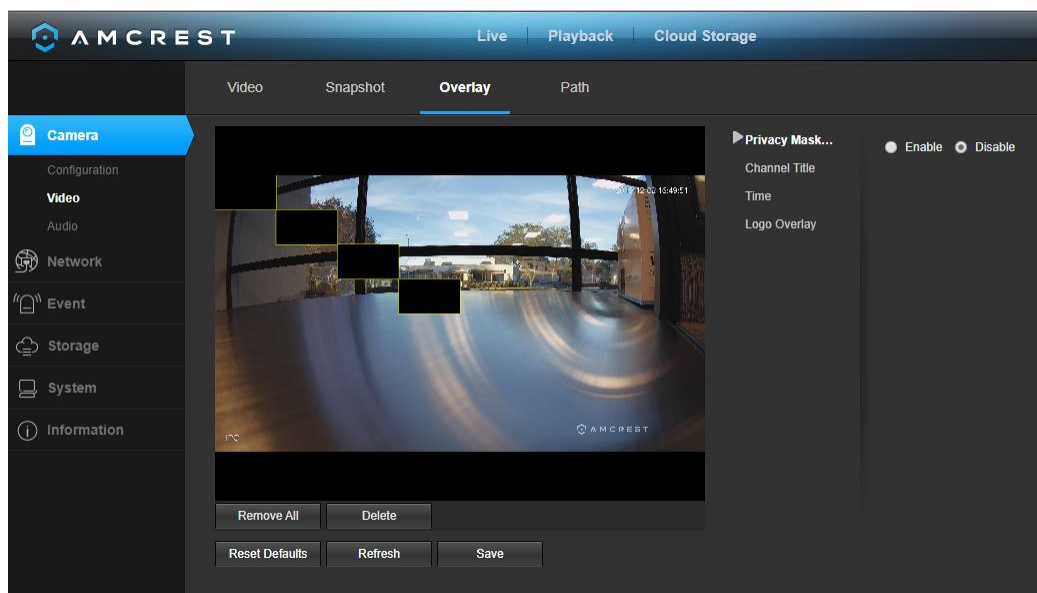 AMCREST
Live Playback Cloud Storage
Video Snapshot Overlay Path
Camera
Configuration
Video
Audio
Network
Event
Storage
System
Information
AMCREST
Privacy Mask...
Channel Title
Time
Logo Overlay
Enable Disable
Remove All Delete
Reset Defaults Refresh Save